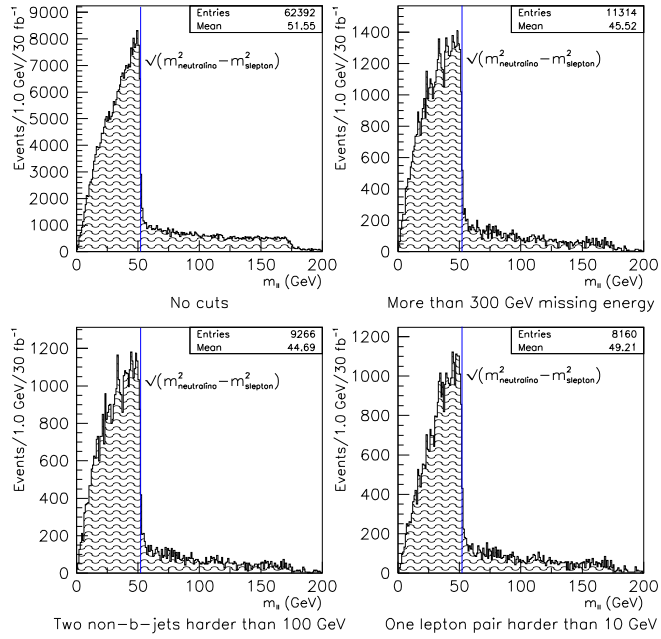 Entries 62392
Mean 51.55
Events/1.0 GeV/30 fb⁻¹
√(m²neutralino−m²slepton)
9000
8000
7000
6000
5000
4000
3000
2000
1000
0
0 50 100 150 200
mll (GeV)
No cuts
Entries 11314
Mean 45.52
Events/1.0 GeV/30 fb⁻¹
√(m²neutralino−m²slepton)
1400
1200
1000
800
600
400
200
0
0 50 100 150 200
mll (GeV)
More than 300 GeV missing energy
Entries 9266
Mean 44.69
Events/1.0 GeV/30 fb⁻¹
√(m²neutralino−m²slepton)
1200
1000
800
600
400
200
0
0 50 100 150 200
mll (GeV)
Two non−b−jets harder than 100 GeV
Entries 8160
Mean 49.21
Events/1.0 GeV/30 fb⁻¹
√(m²neutralino−m²slepton)
1200
1000
800
600
400
200
0
0 50 100 150 200
mll (GeV)
One lepton pair harder than 10 GeV